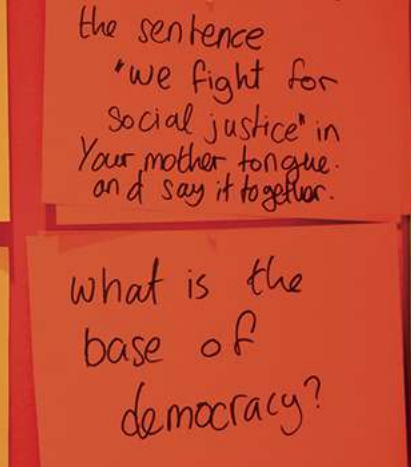 the sentence
"we fight for
social justice" in
Your mother tongue.
and say it together.
what is the
base of
democracy?